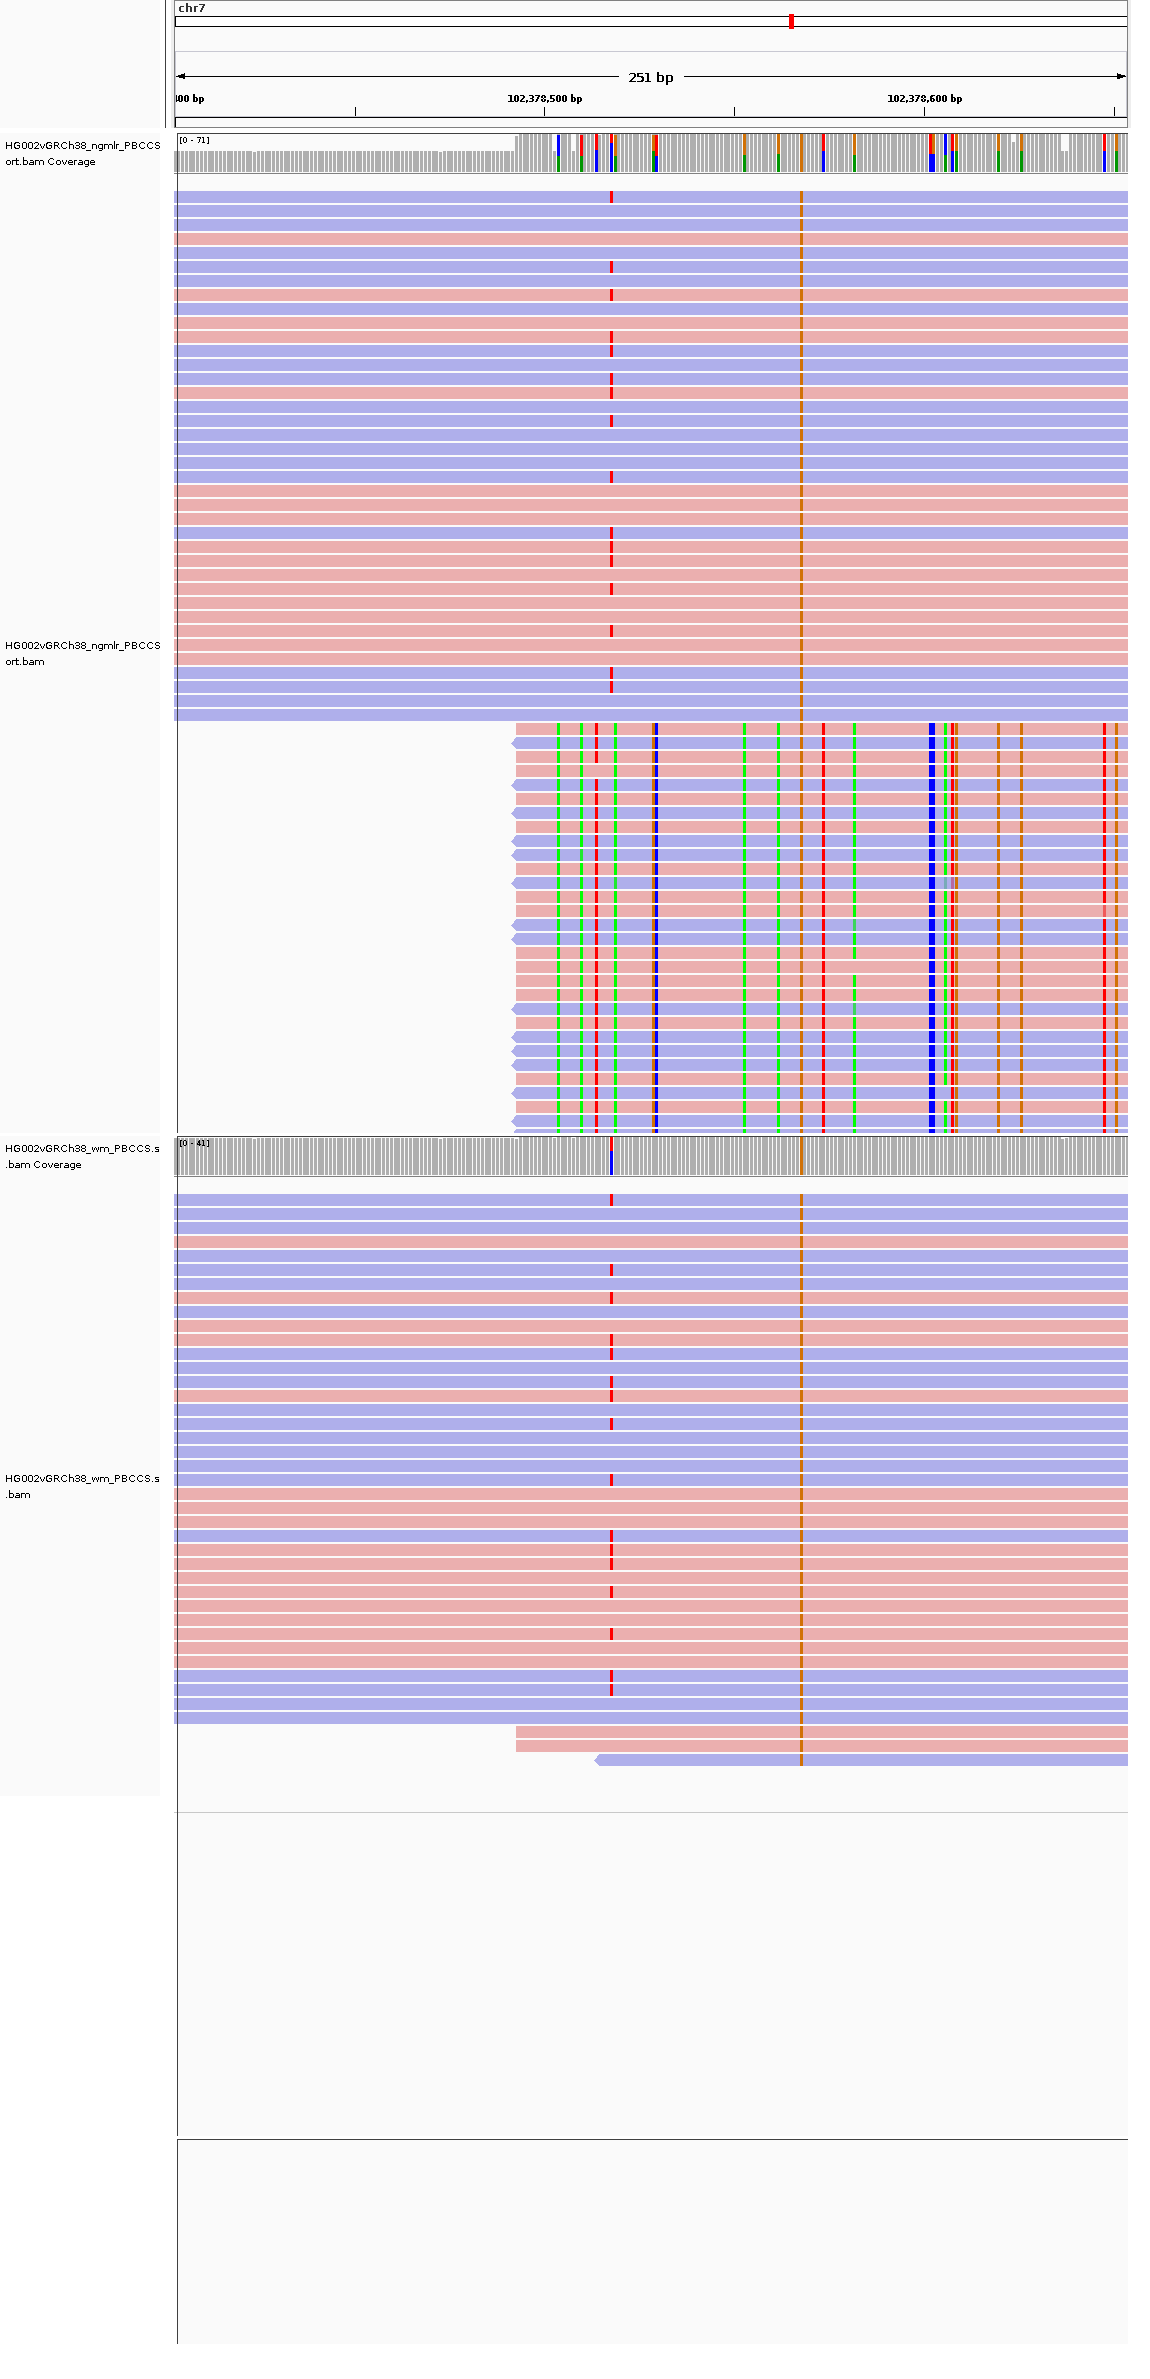 chr7
251 bp
00 bp 102,378,500 bp 102,378,600 bp
HG002vGRCh38_ngmlr_PBCCS
ort.bam Coverage
[0 - 71]
HG002vGRCh38_ngmlr_PBCCS
ort.bam
HG002vGRCh38_wm_PBCCS.s
.bam Coverage
[0 - 41]
HG002vGRCh38_wm_PBCCS.s
.bam